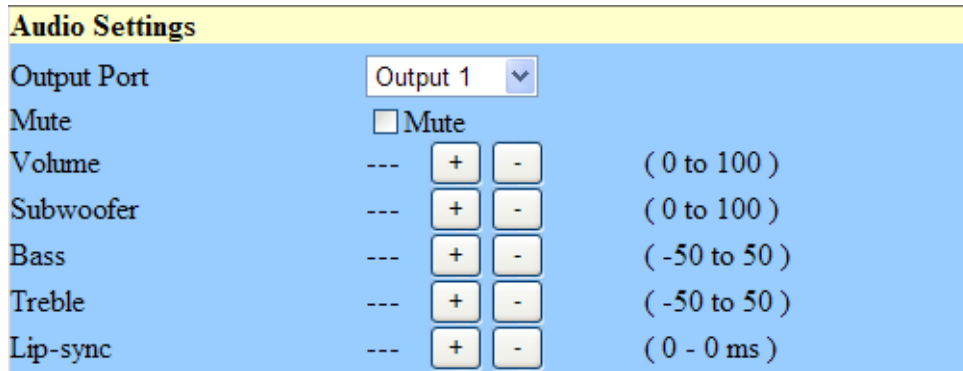 Audio Settings
Output Port Output 1
Mute Mute
Volume --- + - ( 0 to 100 )
Subwoofer --- + - ( 0 to 100 )
Bass --- + - ( -50 to 50 )
Treble --- + - ( -50 to 50 )
Lip-sync --- + - ( 0 - 0 ms )